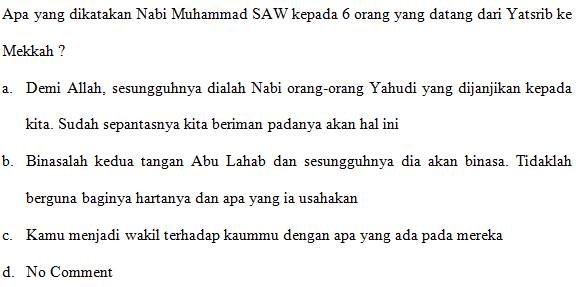 Apa yang dikatakan Nabi Muhammad SAW kepada 6 orang yang datang dari Yatsrib ke
Mekkah ?
a. Demi Allah, sesungguhnya dialah Nabi orang-orang Yahudi yang dijanjikan kepada
kita. Sudah sepantasnya kita beriman padanya akan hal ini
b. Binasalah kedua tangan Abu Lahab dan sesungguhnya dia akan binasa. Tidaklah
berguna baginya hartanya dan apa yang ia usahakan
c. Kamu menjadi wakil terhadap kaummu dengan apa yang ada pada mereka
d. No Comment